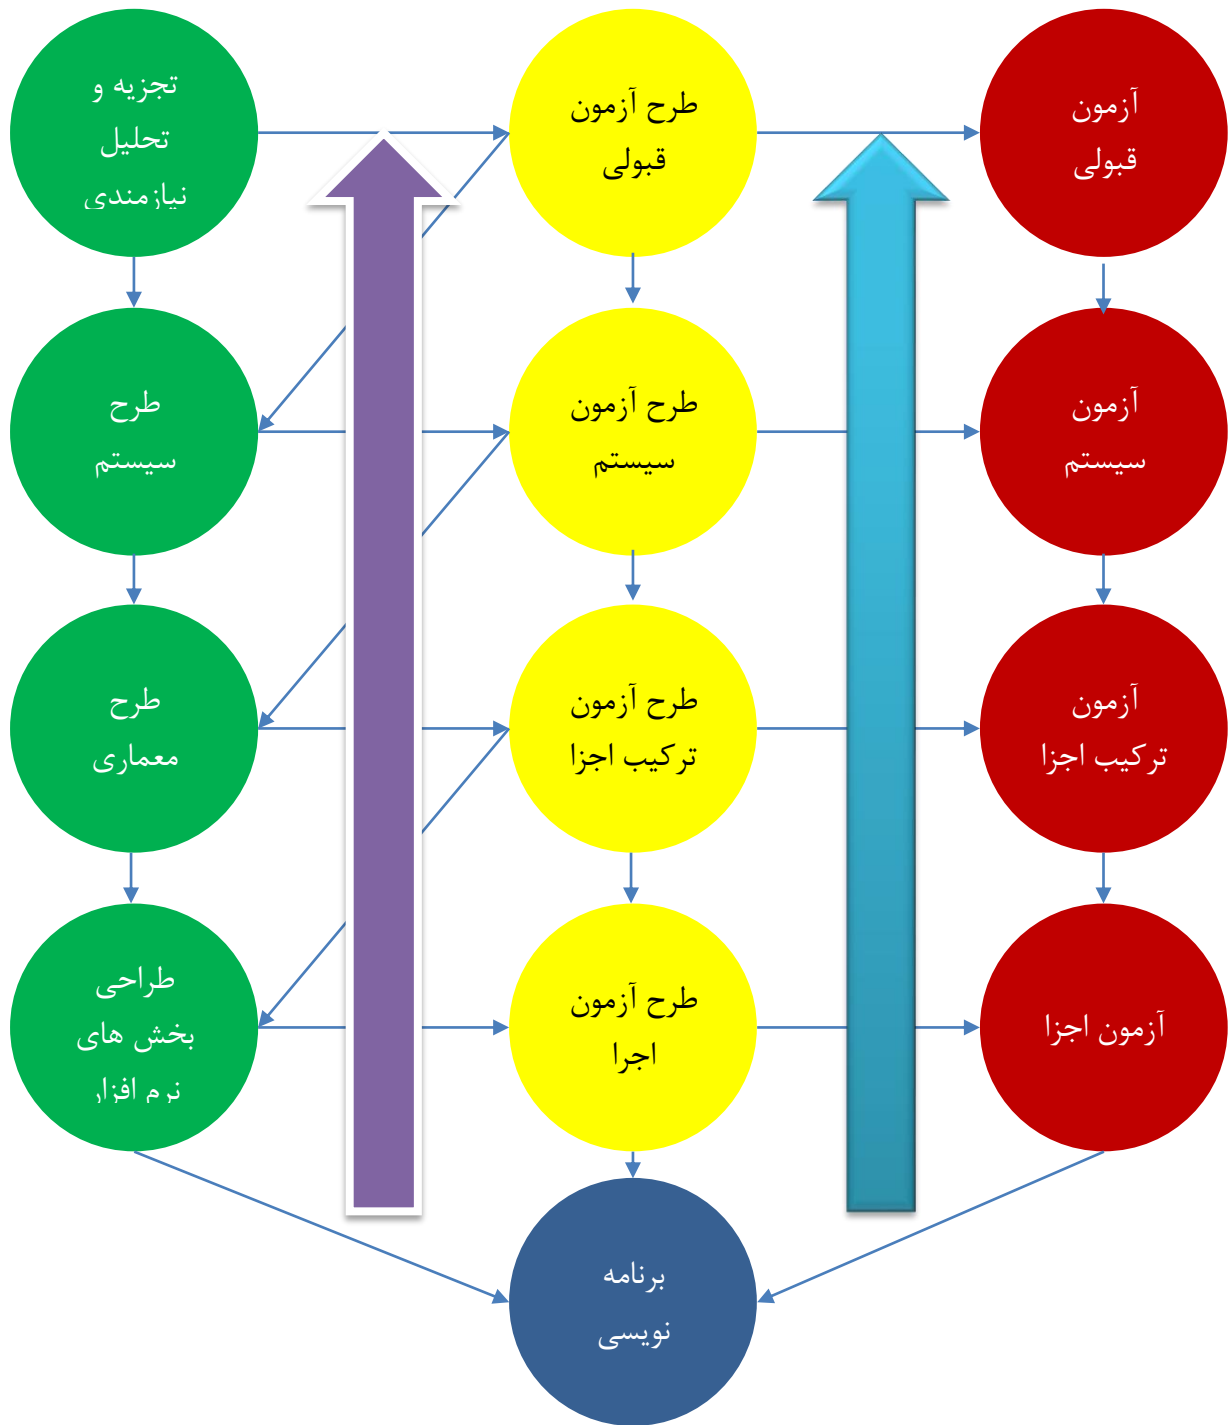 تجزیه و
تحلیل
نیازمندی
طرح آزمون
قبولی
آزمون
قبولی
طرح
سیستم
طرح آزمون
سیستم
آزمون
سیستم
طرح
معماری
طرح آزمون
ترکیب اجزا
آزمون
ترکیب اجزا
طراحی
بخش های
نرم افزار
طرح آزمون
اجرا
آزمون اجزا
برنامه
نویسی